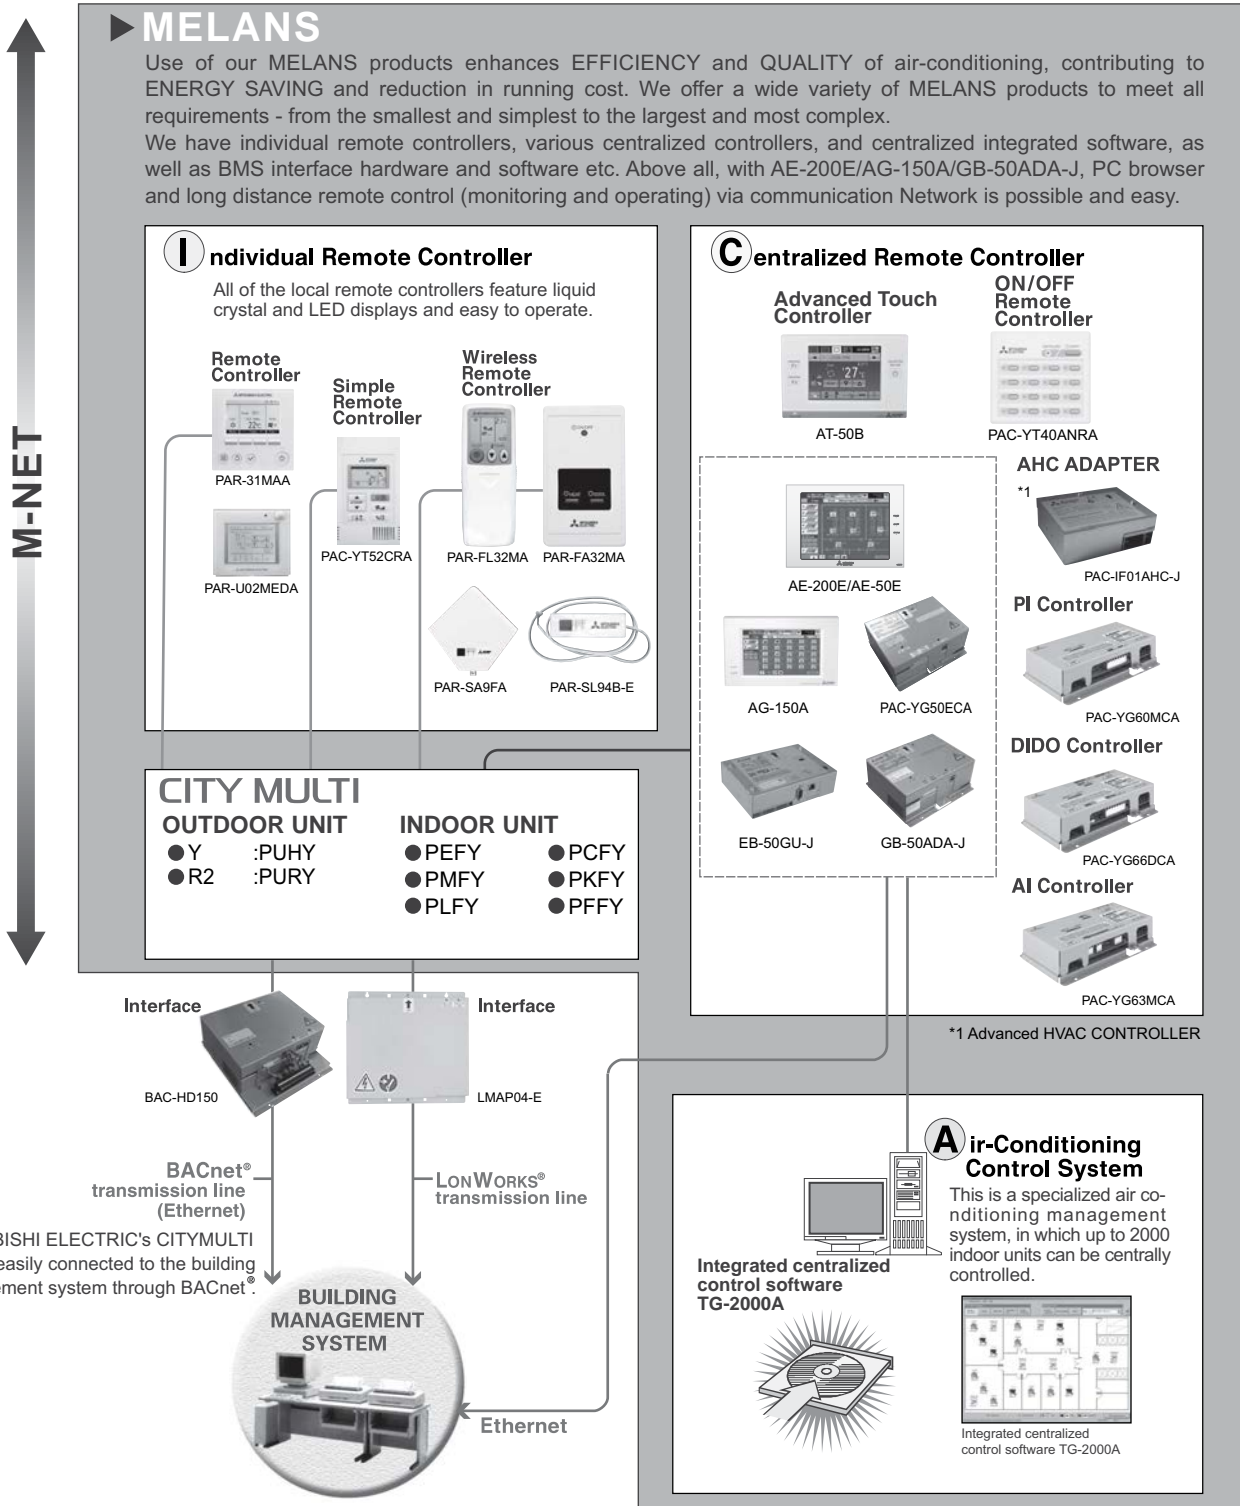 M-NET
MELANS
Use of our MELANS products enhances EFFICIENCY and QUALITY of air-conditioning, contributing to
ENERGY SAVING and reduction in running cost. We offer a wide variety of MELANS products to meet all
requirements - from the smallest and simplest to the largest and most complex.
We have individual remote controllers, various centralized controllers, and centralized integrated software, as
well as BMS interface hardware and software etc. Above all, with AE-200E/AG-150A/GB-50ADA-J, PC browser
and long distance remote control (monitoring and operating) via communication Network is possible and easy.
Individual Remote Controller
All of the local remote controllers feature liquid
crystal and LED displays and easy to operate.
Remote
Controller
PAR-31MAA
PAR-U02MEDA
Simple
Remote
Controller
PAC-YT52CRA
Wireless
Remote
Controller
PAR-FL32MA
PAR-FA32MA
PAR-SA9FA
PAR-SL94B-E
Centralized Remote Controller
Advanced Touch
Controller
AT-50B
ON/OFF
Remote
Controller
PAC-YT40ANRA
AE-200E/AE-50E
AG-150A
PAC-YG50ECA
EB-50GU-J
GB-50ADA-J
AHC ADAPTER
*1
PAC-IF01AHC-J
PI Controller
PAC-YG60MCA
DIDO Controller
PAC-YG66DCA
AI Controller
PAC-YG63MCA
*1 Advanced HVAC CONTROLLER
CITY MULTI
OUTDOOR UNIT
Y :PUHY
R2 :PURY
INDOOR UNIT
PEFY PCFY
PMFY PKFY
PLFY PFFY
Interface
BAC-HD150
Interface
LMAP04-E
BACnet®
transmission line
(Ethernet)
LONWORKS®
transmission line
BISHI ELECTRIC's CITYMULTI
easily connected to the building
ement system through BACnet®.
BUILDING
MANAGEMENT
SYSTEM
Ethernet
Air-Conditioning
Control System
This is a specialized air co-
nditioning management
system, in which up to 2000
indoor units can be centrally
controlled.
Integrated centralized
control software
TG-2000A
Integrated centralized
control software TG-2000A